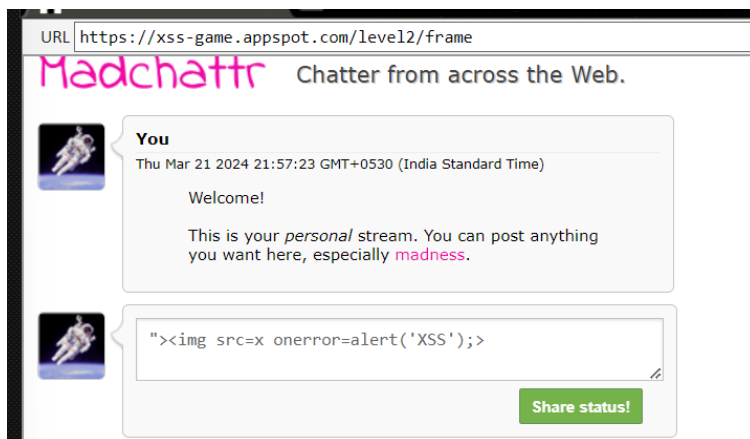 URL https://xss-game.appspot.com/level2/frame
Madchattr Chatter from across the Web.
You
Thu Mar 21 2024 21:57:23 GMT+0530 (India Standard Time)
Welcome!
This is your personal stream. You can post anything
you want here, especially madness.
"><img src=x onerror=alert('XSS');>
Share status!